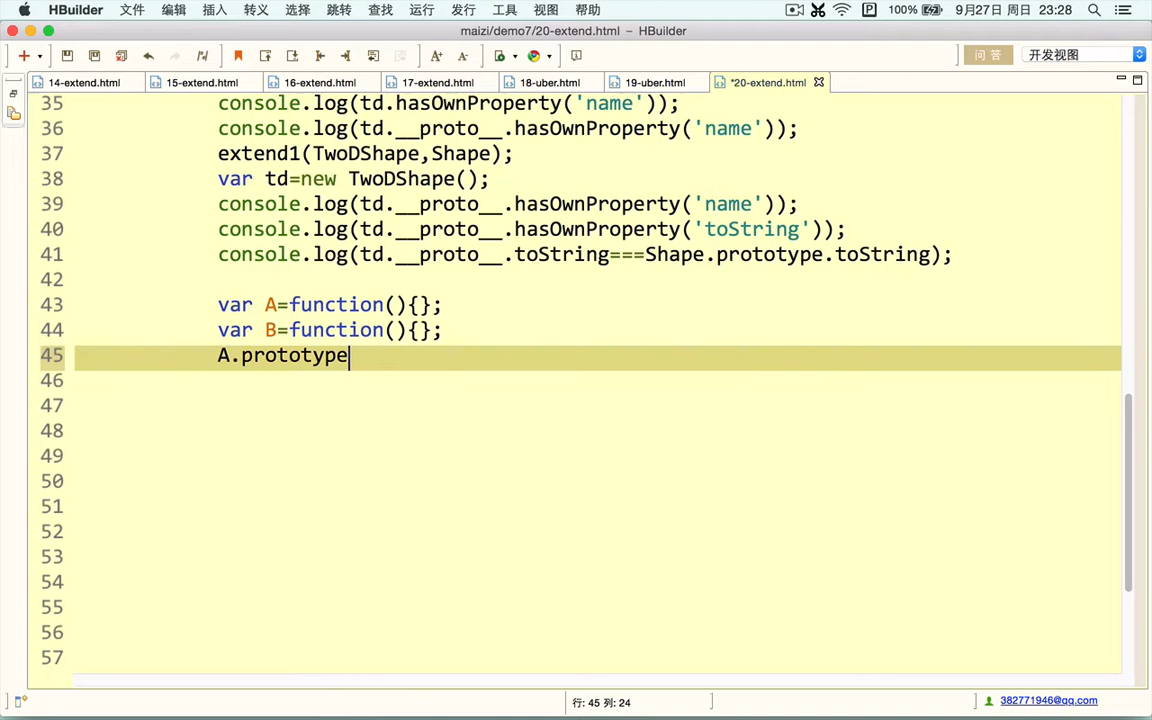 HBuilder 文件 编辑 插入 转义 选择 跳转 查找 运行 发行 工具 视图 帮助 100% 9月27日 周日 23:28
maizi/demo7/20-extend.html – HBuilder
问答 开发视图
14-extend.html 15-extend.html 16-extend.html 17-extend.html 18-uber.html 19-uber.html *20-extend.html
35 console.log(td.hasOwnProperty('name'));
36 console.log(td.__proto__.hasOwnProperty('name'));
37 extend1(TwoDShape,Shape);
38 var td=new TwoDShape();
39 console.log(td.__proto__.hasOwnProperty('name'));
40 console.log(td.__proto__.hasOwnProperty('toString'));
41 console.log(td.__proto__.toString===Shape.prototype.toString);
42
43 var A=function(){};
44 var B=function(){};
45 A.prototype
46
47
48
49
50
51
52
53
54
55
56
57
行: 45 列: 24 382771946@qq.com